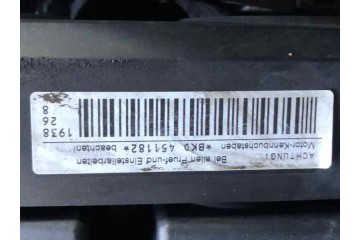 ACHTUNG!
Bei allen Pruef-und Einstellarbeiten
Motor-Kennbuchstaben *BKD 451182* beachten!
1938
26
8